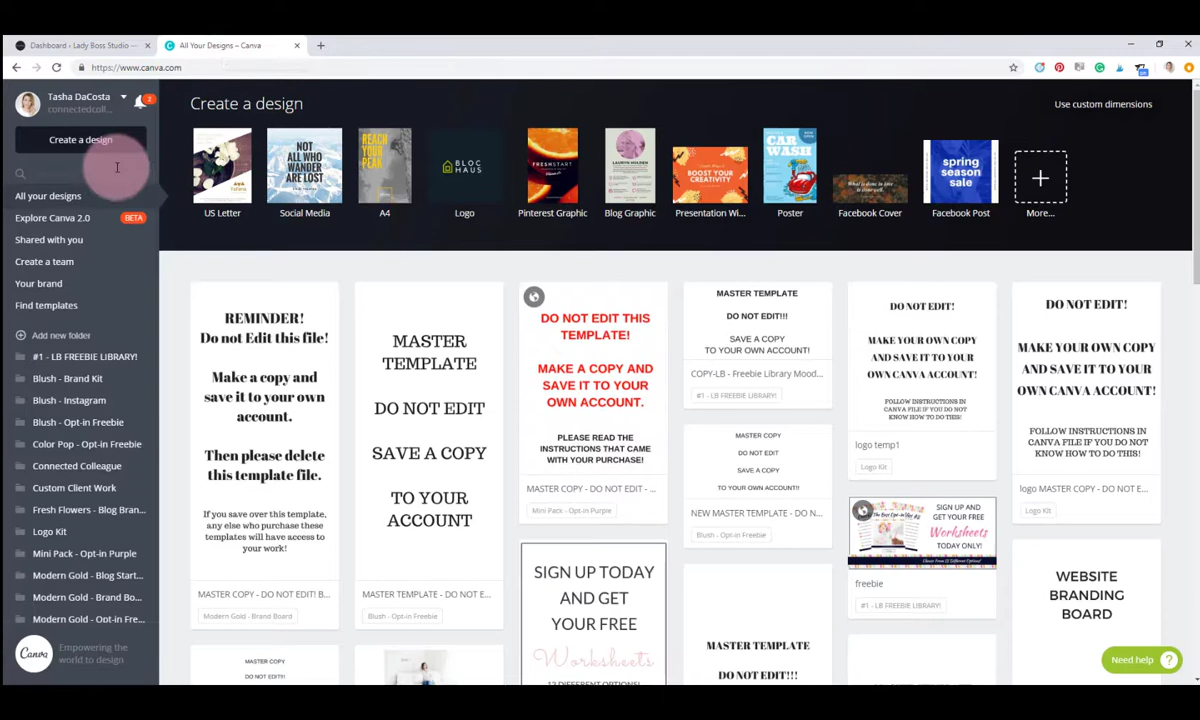 Dashboard ‹ Lady Boss Studio —
All Your Designs – Canva
https://www.canva.com
Tasha DaCosta
connectedcoll...
2
Create a design
All your designs
Explore Canva 2.0
BETA
Shared with you
Create a team
Your brand
Find templates
Add new folder
#1 - LB FREEBIE LIBRARY!
Blush - Brand Kit
Blush - Instagram
Blush - Opt-in Freebie
Color Pop - Opt-in Freebie
Connected Colleague
Custom Client Work
Fresh Flowers - Blog Bran...
Logo Kit
Mini Pack - Opt-in Purple
Modern Gold - Blog Start...
Modern Gold - Brand Bo...
Modern Gold - Opt-in Fre...
Canva
Empowering the
world to design
Create a design
Use custom dimensions
US Letter
NOT
ALL WHO
WANDER
ARE LOST
Social Media
REACH
YOUR
PEAK
A4
BLOC
HAUS
Logo
FRESH START
Pinterest Graphic
LAURYN HILDEN
Blog Graphic
BOOST YOUR
CREATIVITY
Presentation Wi...
CAR
WASH
Poster
What is done in love is done well.
Facebook Cover
spring
season
sale
Facebook Post
More...
REMINDER!
Do not Edit this file!
Make a copy and
save it to your own
account.
Then please delete
this template file.
If you save over this template,
any else who purchase these
templates will have access to
your work!
MASTER COPY - DO NOT EDIT! B...
Modern Gold - Brand Board
MASTER COPY
DO NOT EDIT!
MASTER
TEMPLATE
DO NOT EDIT
SAVE A COPY
TO YOUR
ACCOUNT
MASTER TEMPLATE - DO NOT E...
Blush - Opt-in Freebie
DO NOT EDIT THIS
TEMPLATE!
MAKE A COPY AND
SAVE IT TO YOUR
OWN ACCOUNT.
PLEASE READ THE
INSTRUCTIONS THAT CAME
WITH YOUR PURCHASE!
MASTER COPY - DO NOT EDIT - ...
Mini Pack - Opt-in Purple
SIGN UP TODAY
AND GET
YOUR FREE
Worksheets
12 DIFFERENT OPTIONS!
MASTER TEMPLATE
DO NOT EDIT!!!
SAVE A COPY
TO YOUR OWN ACCOUNT!
COPY-LB - Freebie Library Mood...
#1 - LB FREEBIE LIBRARY!
MASTER COPY
DO NOT EDIT
SAVE A COPY
TO YOUR OWN ACCOUNT!!
NEW MASTER TEMPLATE - DO N...
Blush - Opt-in Freebie
MASTER TEMPLATE
DO NOT EDIT!!!
DO NOT EDIT!
MAKE YOUR OWN COPY
AND SAVE IT TO YOUR
OWN CANVA ACCOUNT!
FOLLOW INSTRUCTIONS IN
CANVA FILE IF YOU DO NOT
KNOW HOW TO DO THIS!
logo temp1
Logo Kit
SIGN UP AND
GET YOUR FREE
Worksheets
TODAY ONLY!
freebie
#1 - LB FREEBIE LIBRARY!
DO NOT EDIT!
MAKE YOUR OWN COPY
AND SAVE IT TO YOUR
OWN CANVA ACCOUNT!
FOLLOW INSTRUCTIONS IN
CANVA FILE IF YOU DO NOT
KNOW HOW TO DO THIS!
logo MASTER COPY - DO NOT E...
Logo Kit
WEBSITE
BRANDING
BOARD
Need help
?